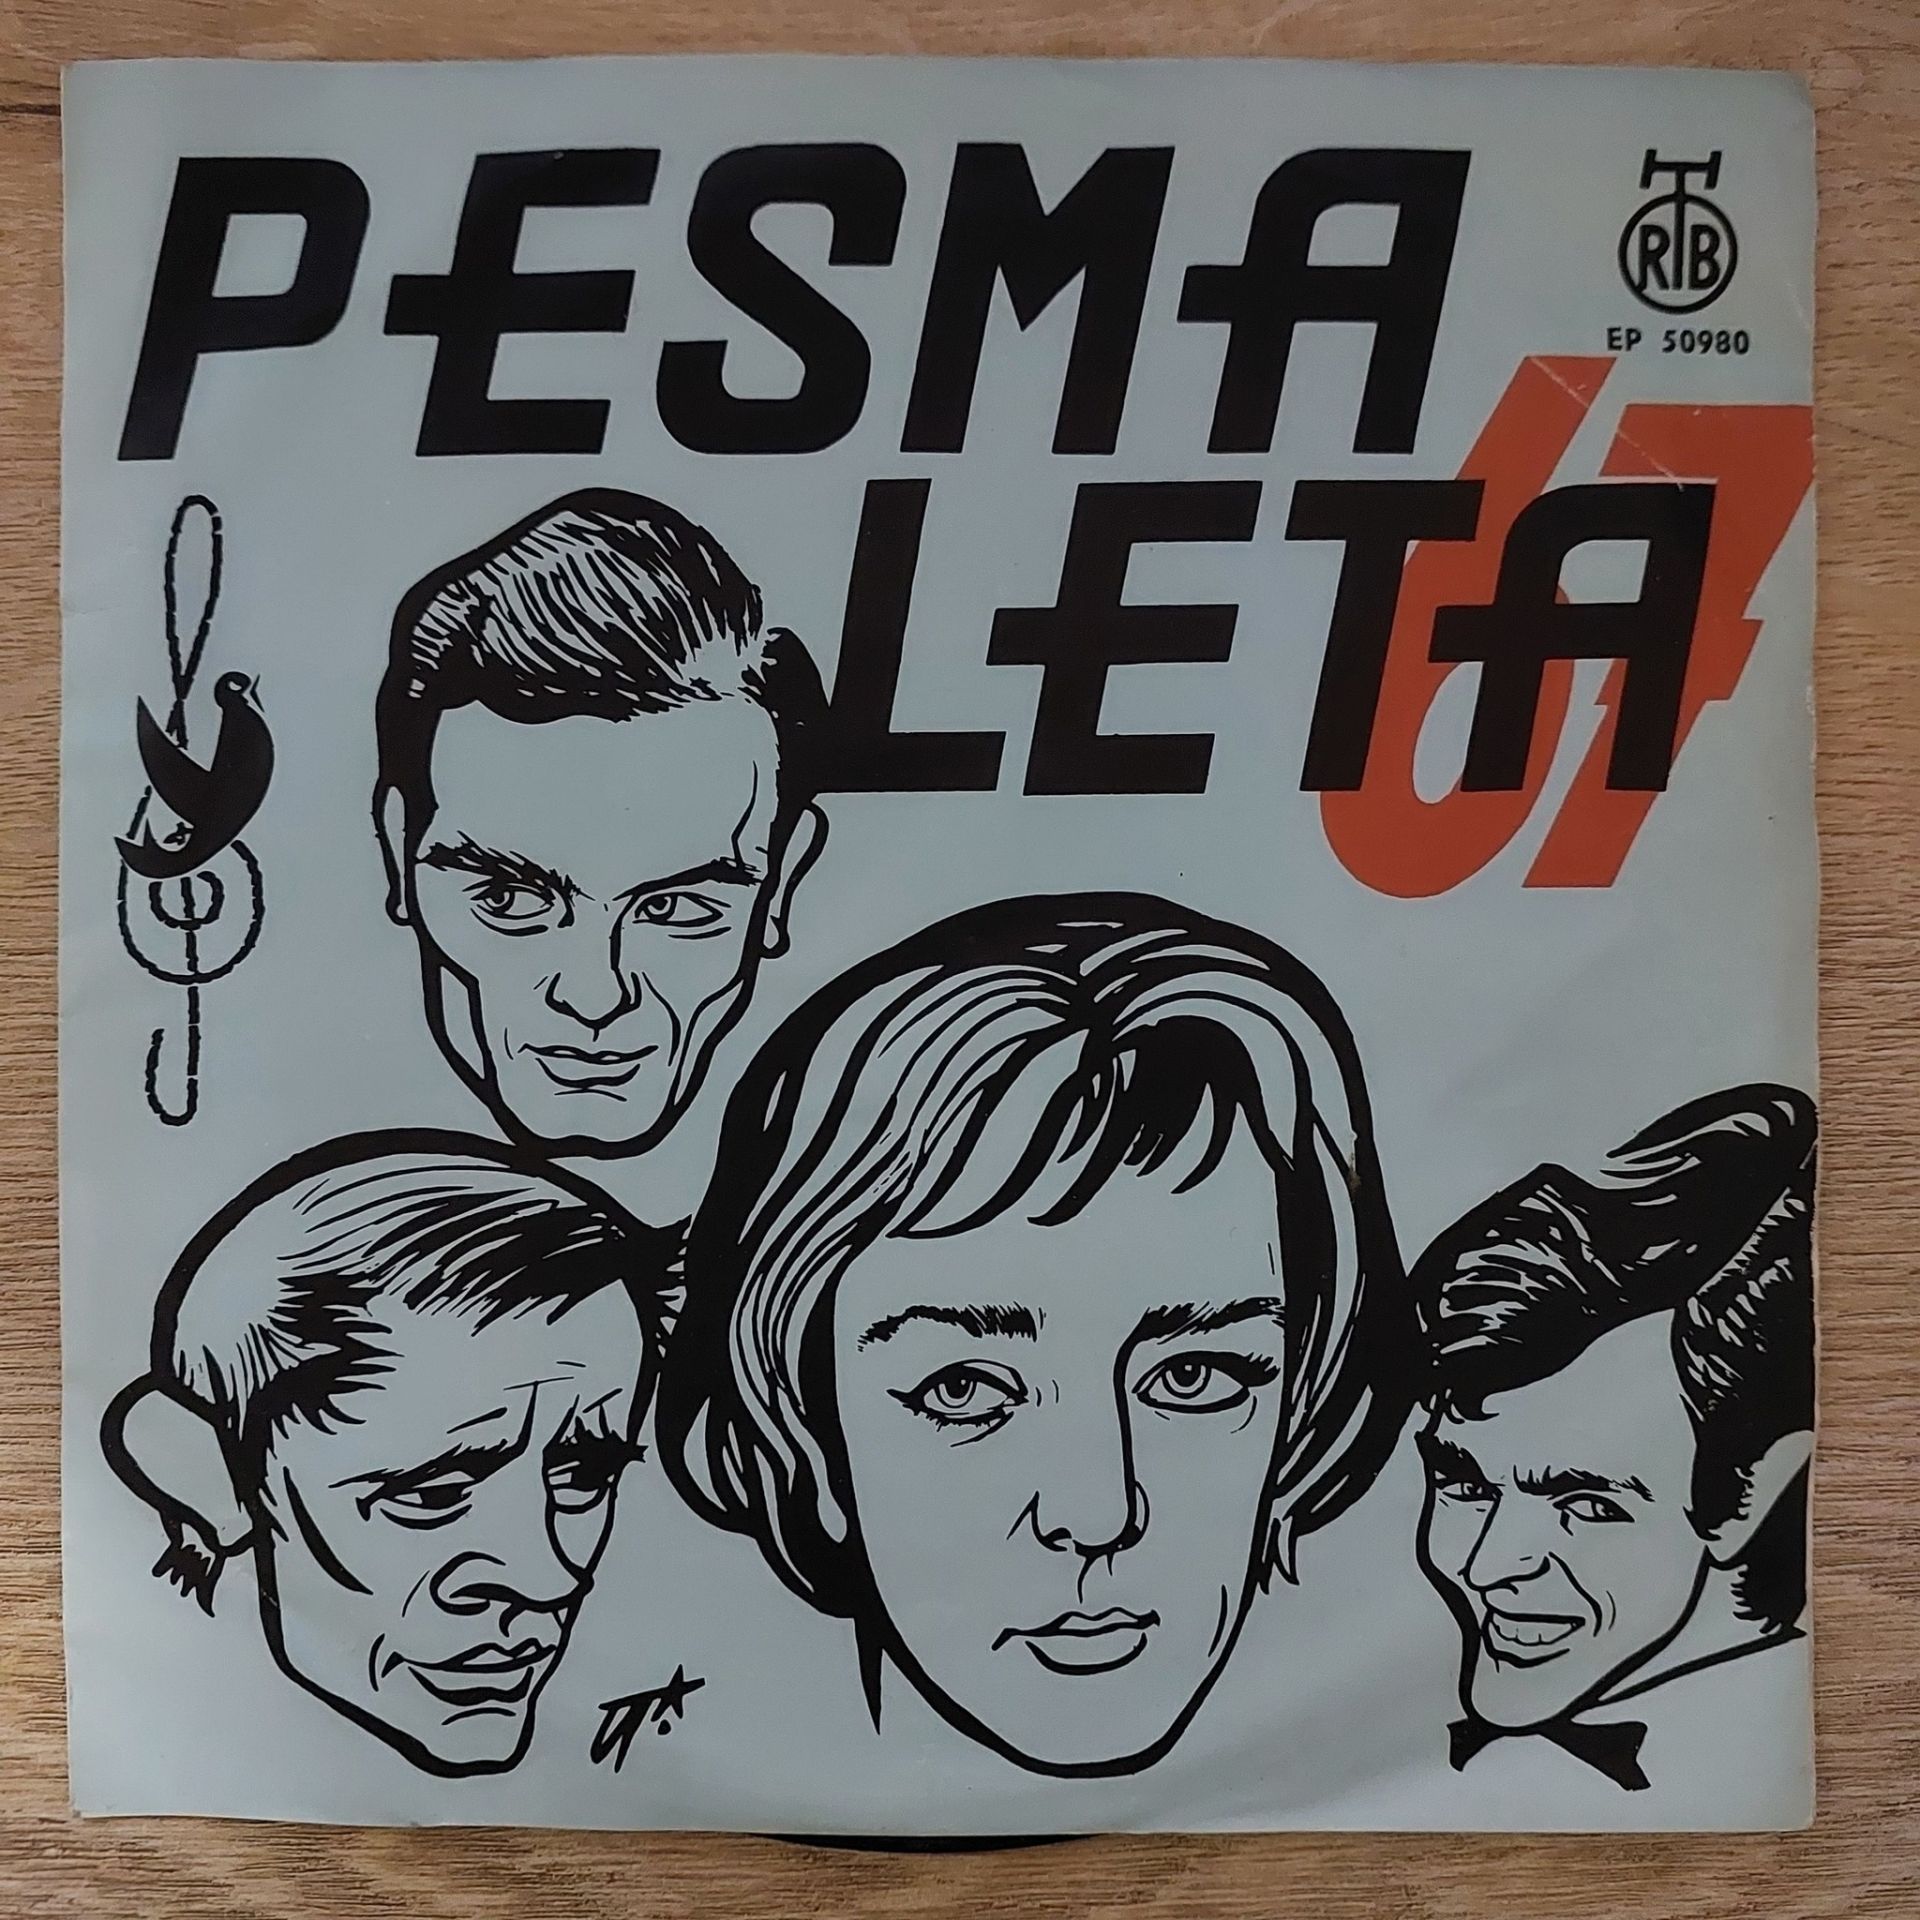 PESMA
LETA 67
RTB
EP 50980